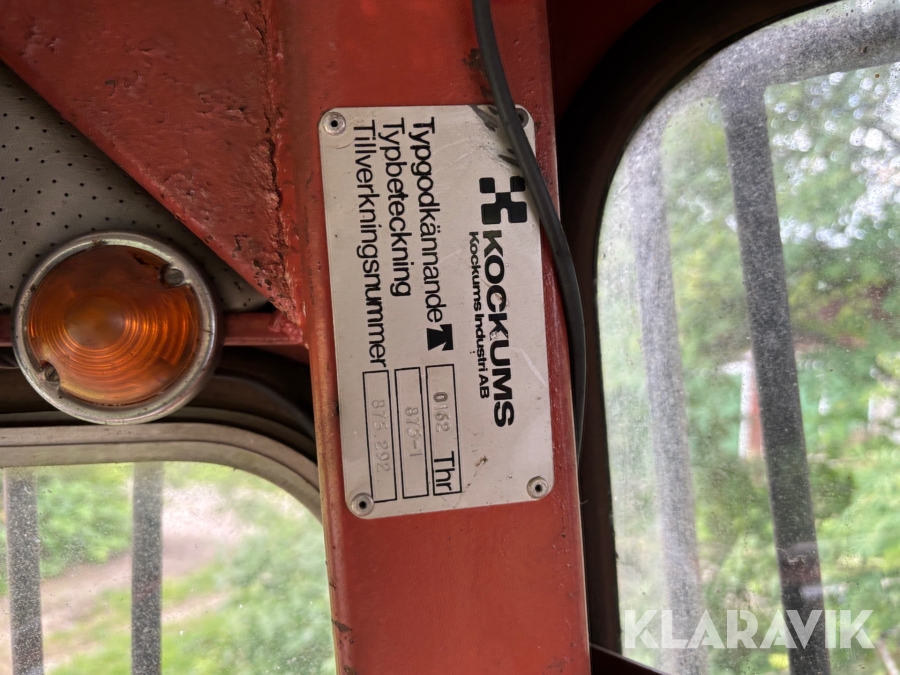 KOCKUMS
Kockums Industri AB
Typgodkännande T 0162 Thr
Typbeteckning 875-1
Tillverkningsnummer 875.292
KLARAVIK